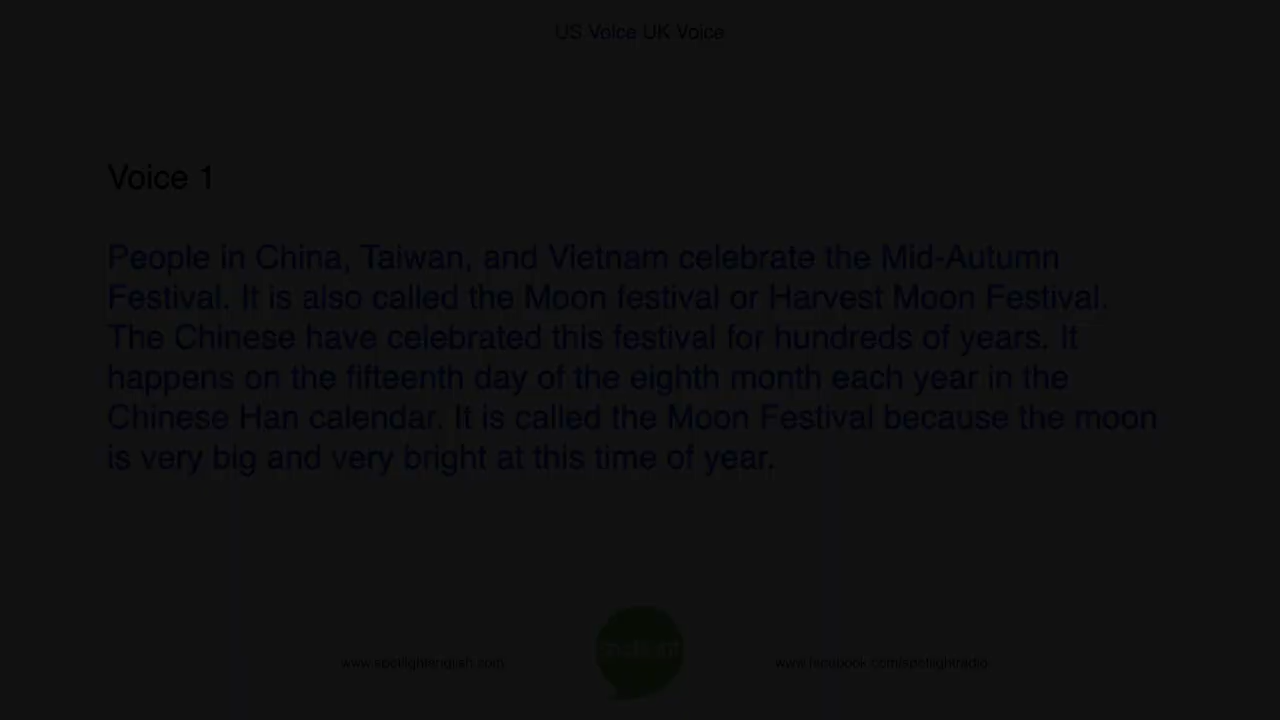 US Voice UK Voice
Voice 1
People in China, Taiwan, and Vietnam celebrate the Mid-Autumn
Festival. It is also called the Moon festival or Harvest Moon Festival.
The Chinese have celebrated this festival for hundreds of years. It
happens on the fifteenth day of the eighth month each year in the
Chinese Han calendar. It is called the Moon Festival because the moon
is very big and very bright at this time of year.
www.spotlightenglish.com
www.facebook.com/spotlightradio